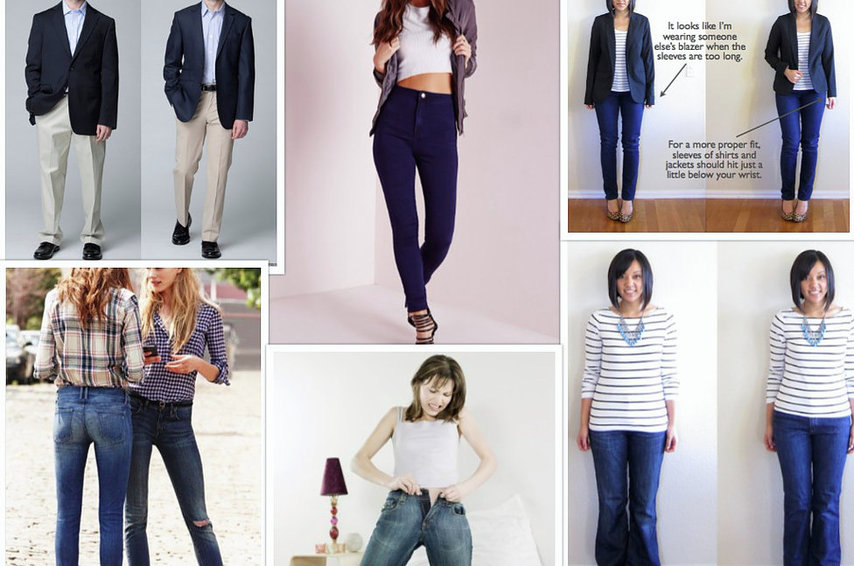 It looks like I'm
wearing someone
else's blazer when the
sleeves are too long.
For a more proper fit,
sleeves of shirts and
jackets should hit just a
little below your wrist.